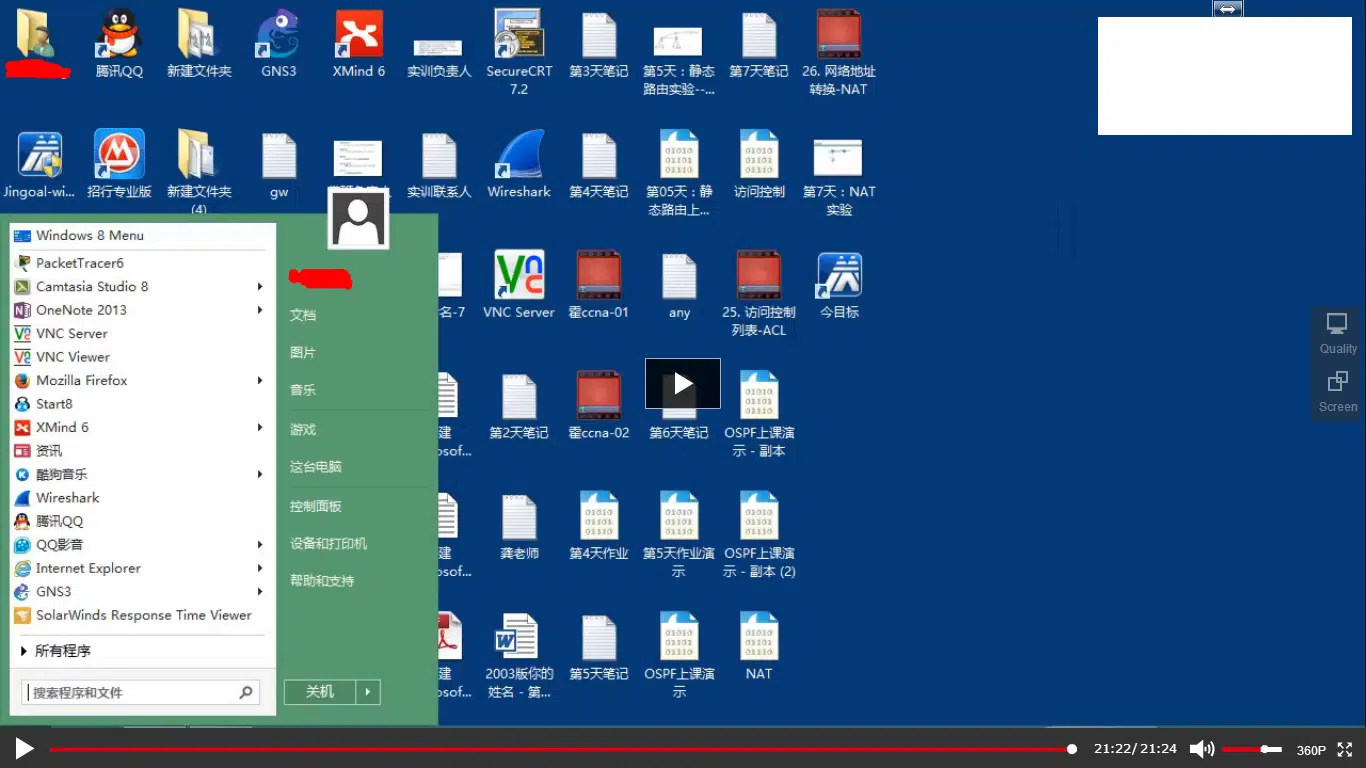 腾讯QQ
新建文件夹
GNS3
XMind 6
实训负责人
SecureCRT
7.2
第3天笔记
第5天：静态
路由实验--...
第7天笔记
26. 网络地址
转换-NAT
Jingoal-wi...
招行专业版
新建文件夹
(4)
gw
实训联系人
Wireshark
第4天笔记
第05天：静
态路由上...
访问控制
第7天：NAT
实验
Windows 8 Menu
PacketTracer6
Camtasia Studio 8
OneNote 2013
VNC Server
VNC Viewer
Mozilla Firefox
Start8
XMind 6
资讯
酷狗音乐
Wireshark
腾讯QQ
QQ影音
Internet Explorer
GNS3
SolarWinds Response Time Viewer
所有程序
搜索程序和文件
文档
图片
音乐
游戏
这台电脑
控制面板
设备和打印机
帮助和支持
关机
名-7
VNC Server
霍ccna-01
any
25. 访问控制
列表-ACL
今目标
建
osof...
第2天笔记
霍ccna-02
第6天笔记
OSPF上课演
示 - 副本
建
osof...
龚老师
第4天作业
第5天作业演
示
OSPF上课演
示 - 副本 (2)
建
osof...
2003版你的
姓名 - 第...
第5天笔记
OSPF上课演
示
NAT
Quality
Screen
21:22/21:24
360P